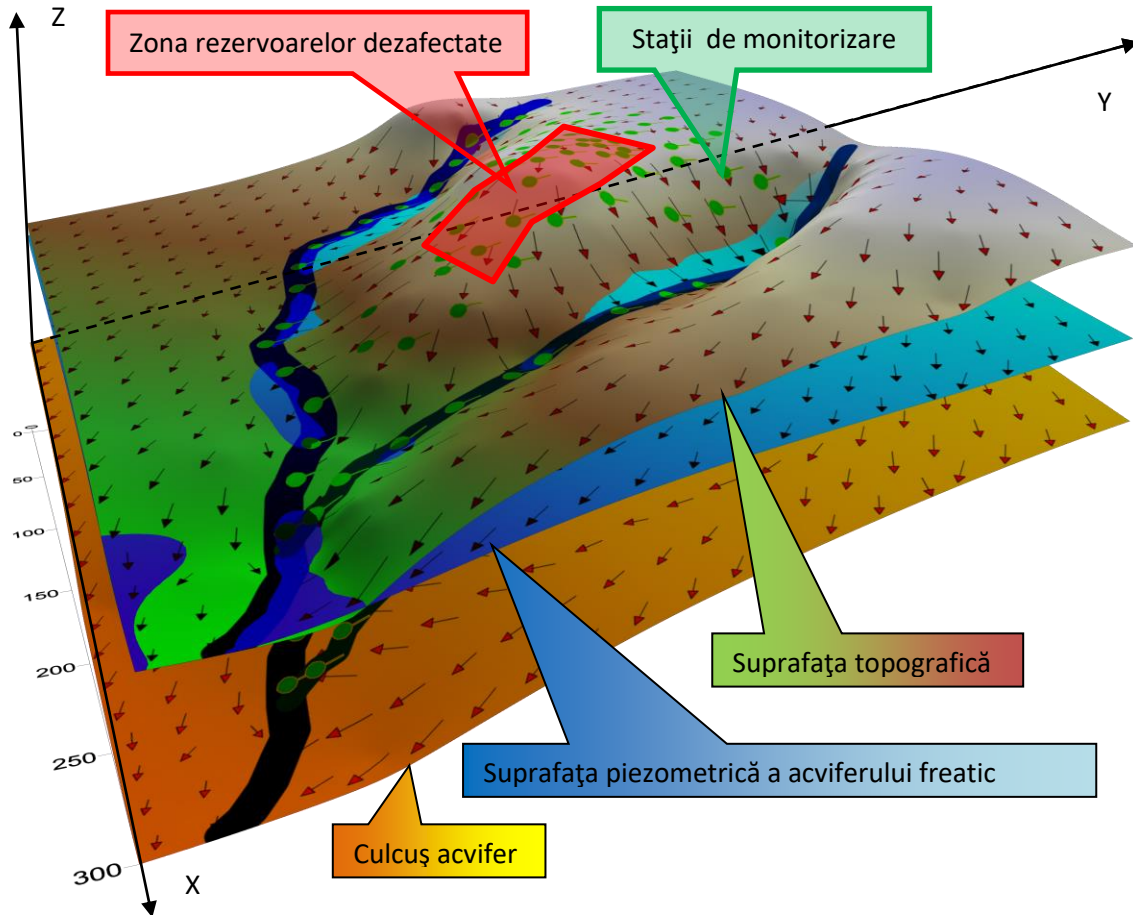 Z
Zona rezervoarelor dezafectate
Staţii  de monitorizare
Y
0
0
50
100
150
200
250
300
X
Suprafaţa topografică
Suprafaţa piezometrică a acviferului freatic
Culcuş acvifer